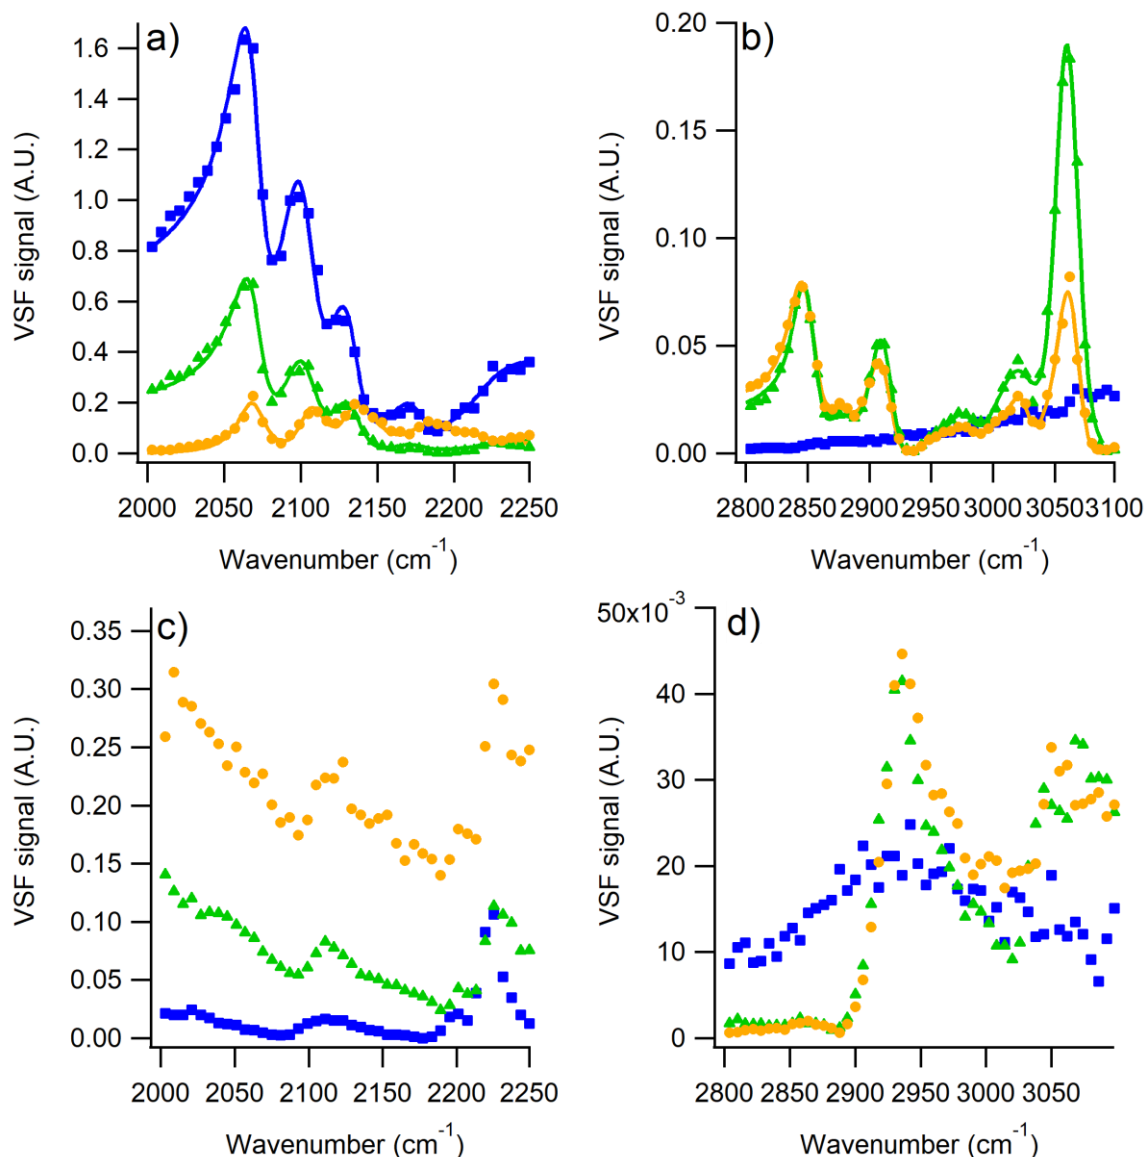 a)
VSF signal (A.U.)
1.6
1.4
1.2
1.0
0.8
0.6
0.4
0.2
0.0
2000 2050 2100 2150 2200 2250
Wavenumber (cm⁻¹)
b)
VSF signal (A.U.)
0.20
0.15
0.10
0.05
0.00
2800 2850 2900 2950 3000 3050 3100
Wavenumber (cm⁻¹)
c)
VSF signal (A.U.)
0.35
0.30
0.25
0.20
0.15
0.10
0.05
0.00
2000 2050 2100 2150 2200 2250
Wavenumber (cm⁻¹)
d)
VSF signal (A.U.)
50x10⁻³
40
30
20
10
0
2800 2850 2900 2950 3000 3050
Wavenumber (cm⁻¹)